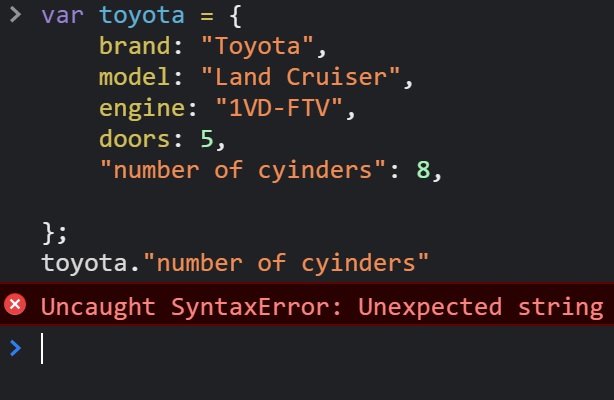 > var toyota = {
brand: "Toyota",
model: "Land Cruiser",
engine: "1VD-FTV",
doors: 5,
"number of cyinders": 8,
};
toyota."number of cyinders"
Uncaught SyntaxError: Unexpected string
>